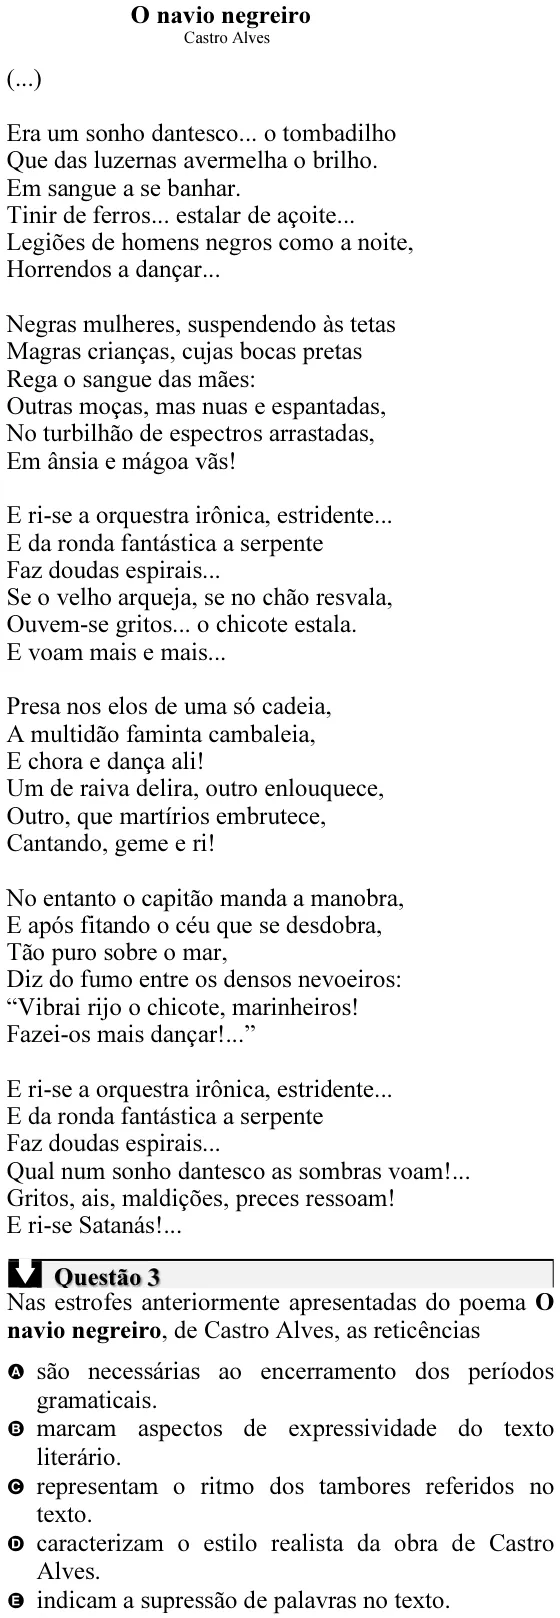 O navio negreiro
Castro Alves
(...)
Era um sonho dantesco... o tombadilho
Que das luzernas avermelha o brilho.
Em sangue a se banhar.
Tinir de ferros... estalar de açoite...
Legiões de homens negros como a noite,
Horrendos a dançar...
Negras mulheres, suspendendo às tetas
Magras crianças, cujas bocas pretas
Rega o sangue das mães:
Outras moças, mas nuas e espantadas,
No turbilhão de espectros arrastadas,
Em ânsia e mágoa vãs!
E ri-se a orquestra irônica, estridente...
E da ronda fantástica a serpente
Faz doudas espirais...
Se o velho arqueja, se no chão resvala,
Ouvem-se gritos... o chicote estala.
E voam mais e mais...
Presa nos elos de uma só cadeia,
A multidão faminta cambaleia,
E chora e dança ali!
Um de raiva delira, outro enlouquece,
Outro, que martírios embrutece,
Cantando, geme e ri!
No entanto o capitão manda a manobra,
E após fitando o céu que se desdobra,
Tão puro sobre o mar,
Diz do fumo entre os densos nevoeiros:
“Vibrai rijo o chicote, marinheiros!
Fazei-os mais dançar!...”
E ri-se a orquestra irônica, estridente...
E da ronda fantástica a serpente
Faz doudas espirais...
Qual num sonho dantesco as sombras voam!...
Gritos, ais, maldições, preces ressoam!
E ri-se Satanás!...
Questão 3
Nas estrofes anteriormente apresentadas do poema O
navio negreiro, de Castro Alves, as reticências
A são necessárias ao encerramento dos períodos
gramaticais.
B marcam aspectos de expressividade do texto
literário.
C representam o ritmo dos tambores referidos no
texto.
D caracterizam o estilo realista da obra de Castro
Alves.
E indicam a supressão de palavras no texto.